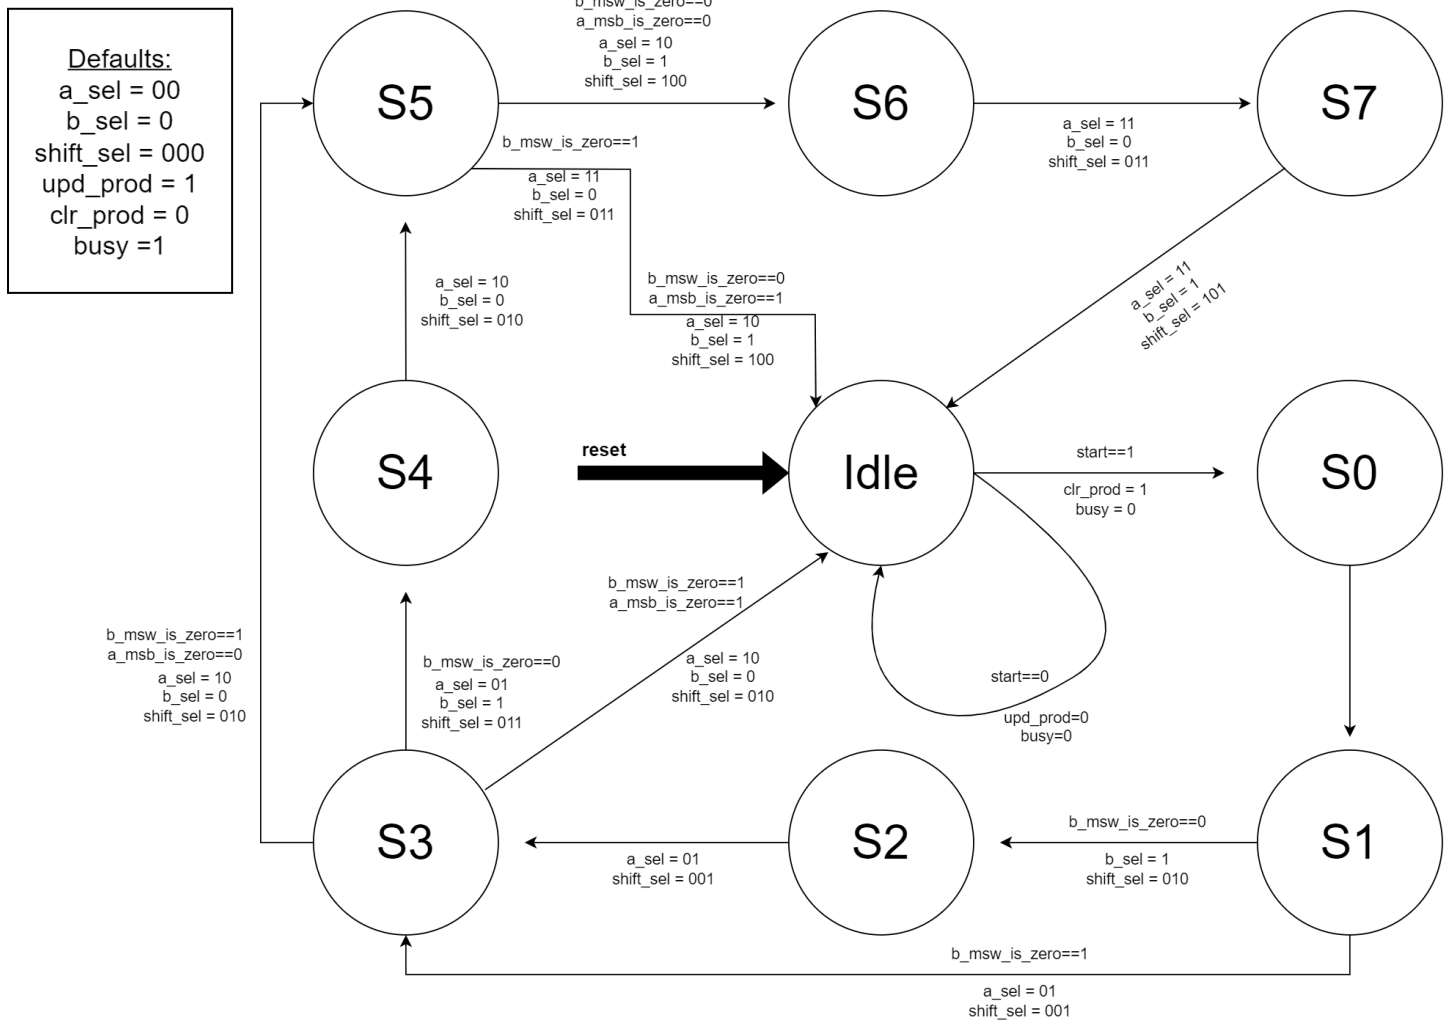 Defaults:
a_sel = 00
b_sel = 0
shift_sel = 000
upd_prod = 1
clr_prod = 0
busy =1
S5
b_msw_is_zero==0
a_msb_is_zero==0
a_sel = 10
b_sel = 1
shift_sel = 100
S6
a_sel = 11
b_sel = 0
shift_sel = 011
S7
b_msw_is_zero==1
a_sel = 11
b_sel = 0
shift_sel = 011
b_msw_is_zero==0
a_msb_is_zero==1
a_sel = 10
b_sel = 1
shift_sel = 100
a_sel = 11
b_sel = 1
shift_sel = 101
a_sel = 10
b_sel = 0
shift_sel = 010
S4
reset
Idle
start==1
clr_prod = 1
busy = 0
S0
b_msw_is_zero==1
a_msb_is_zero==0
a_sel = 10
b_sel = 0
shift_sel = 010
b_msw_is_zero==0
a_sel = 01
b_sel = 1
shift_sel = 011
b_msw_is_zero==1
a_msb_is_zero==1
a_sel = 10
b_sel = 0
shift_sel = 010
start==0
upd_prod=0
busy=0
S3
a_sel = 01
shift_sel = 001
S2
b_msw_is_zero==0
b_sel = 1
shift_sel = 010
S1
b_msw_is_zero==1
a_sel = 01
shift_sel = 001